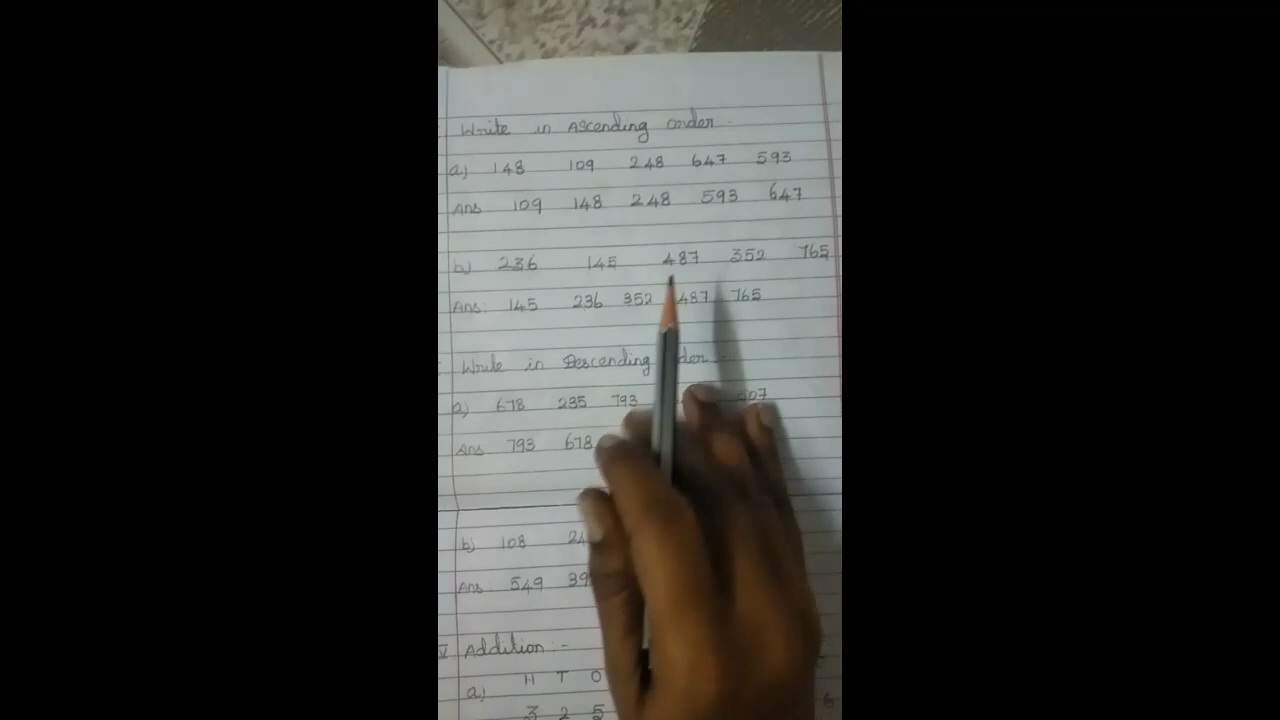 Write in Ascending order -
a) 148 109 248 647 593
Ans 109 148 248 593 647
b) 236 145 487 352 765
Ans: 145 236 352 487 765
Write in Descending
a) 678 235 793
Ans 793 678
b) 108
Ans: 549
V Addition :-
a) H T O
3 2 5
6